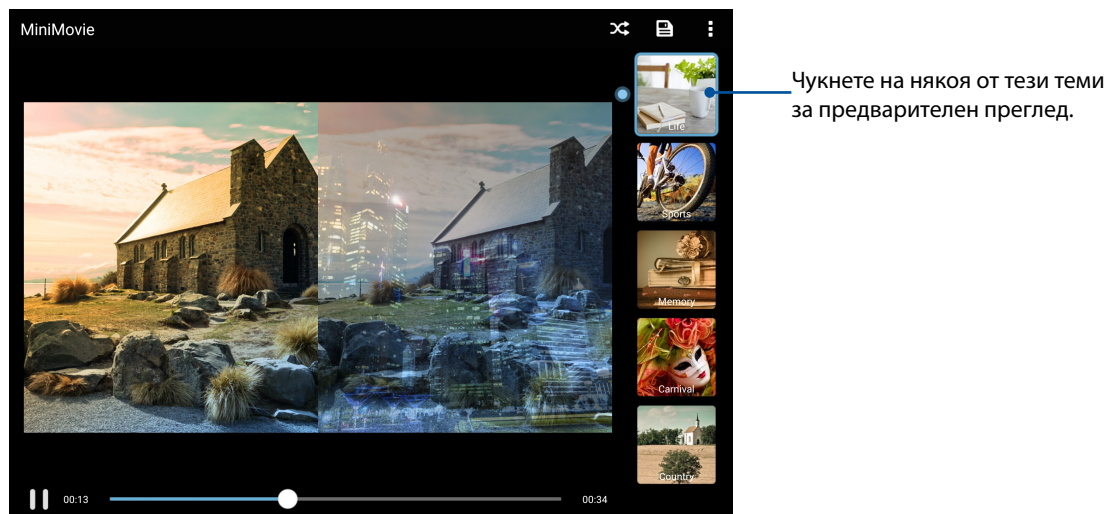 MiniMovie
Life
Чукнете на някоя от тези теми
за предварителен преглед.
Sports
Memory
Carnival
Country
00:13
00:34